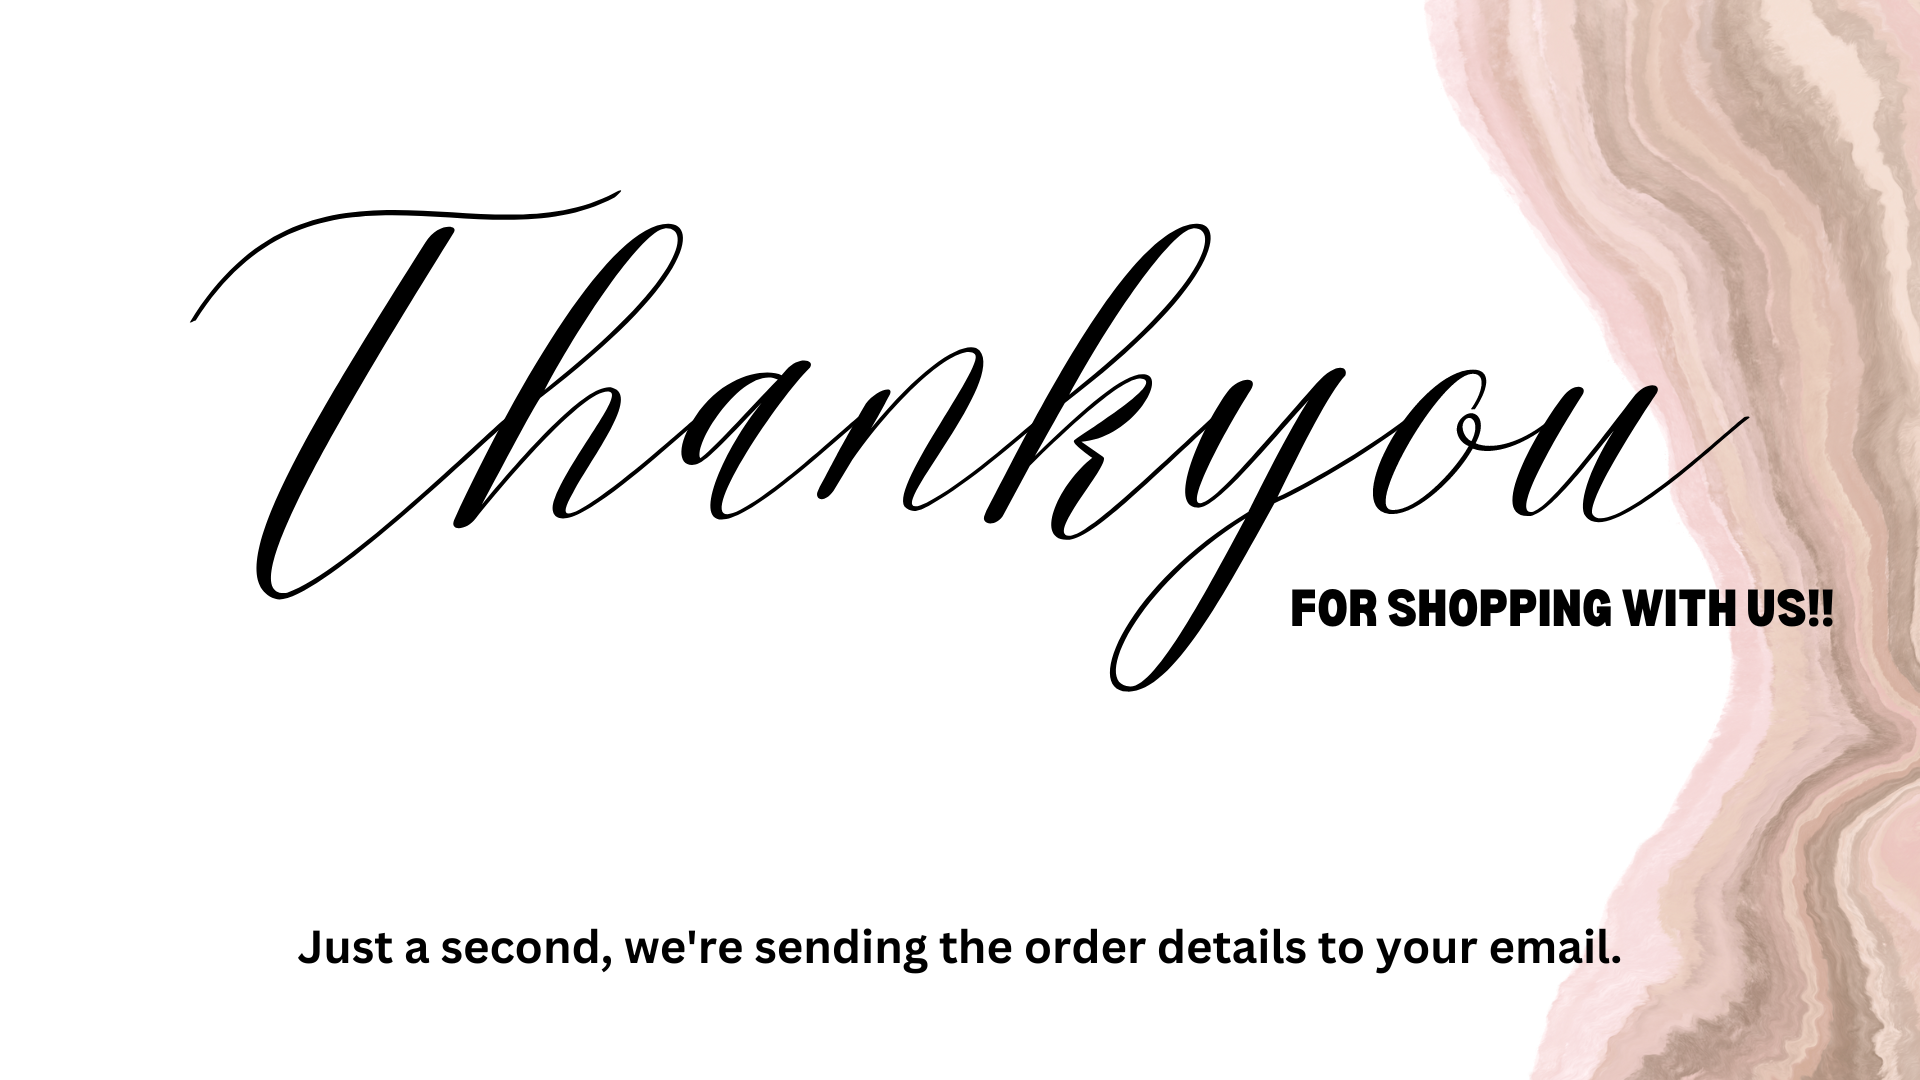 Thankyou
FOR SHOPPING WITH US!!
Just a second, we're sending the order details to your email.